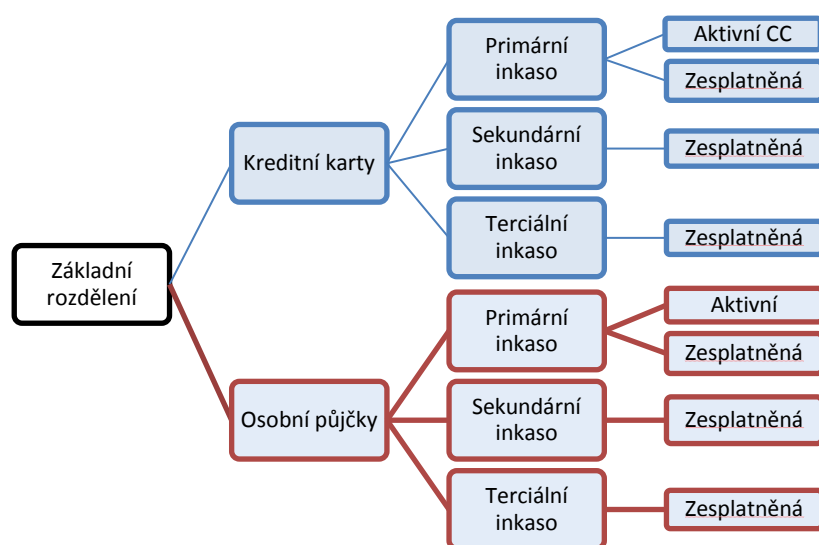 Základní
rozdělení
Kreditní karty
Primární
inkaso
Aktivní CC
Zesplatněná
Sekundární
inkaso
Zesplatněná
Terciální
inkaso
Zesplatněná
Osobní půjčky
Primární
inkaso
Aktivní
Zesplatněná
Sekundární
inkaso
Zesplatněná
Terciální
inkaso
Zesplatněná